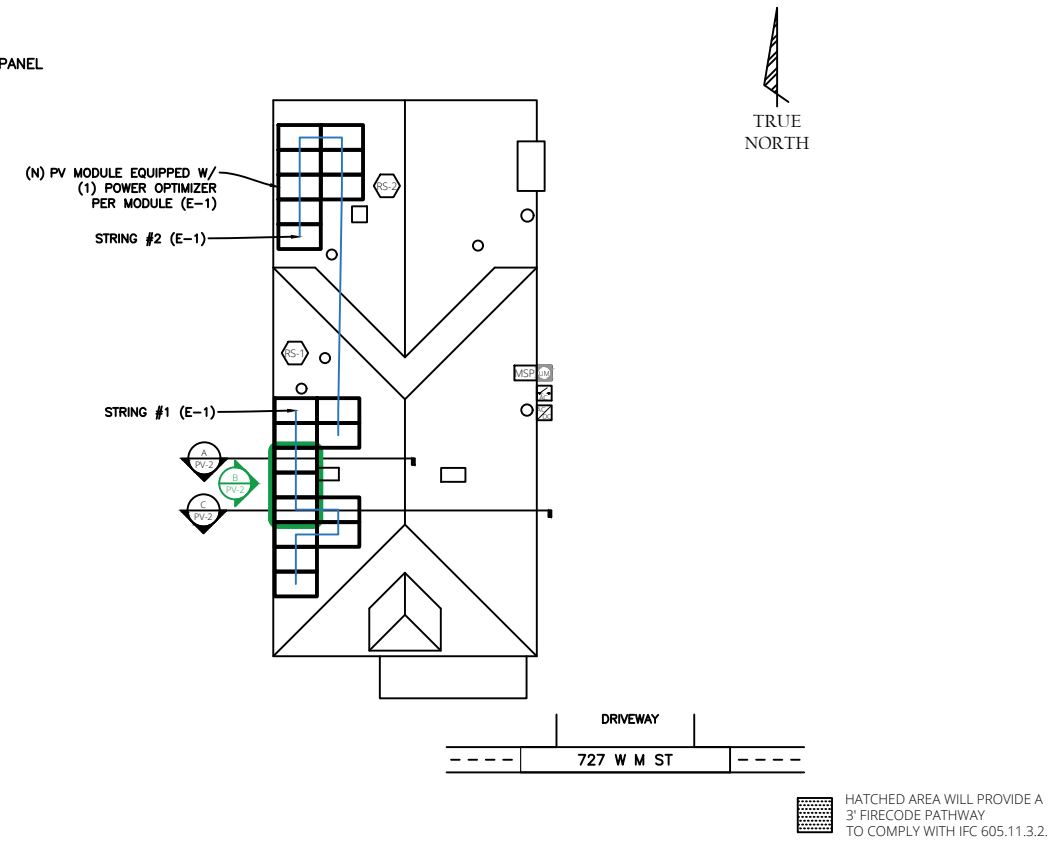 PANEL
TRUE
NORTH
(N) PV MODULE EQUIPPED W/
(1) POWER OPTIMIZER
PER MODULE (E-1)
RS-2
STRING #2 (E-1)
RS-1
MSP
UM
STRING #1 (E-1)
A
PV-2
B
PV-2
C
PV-2
DRIVEWAY
727 W M ST
HATCHED AREA WILL PROVIDE A
3' FIRECODE PATHWAY
TO COMPLY WITH IFC 605.11.3.2.